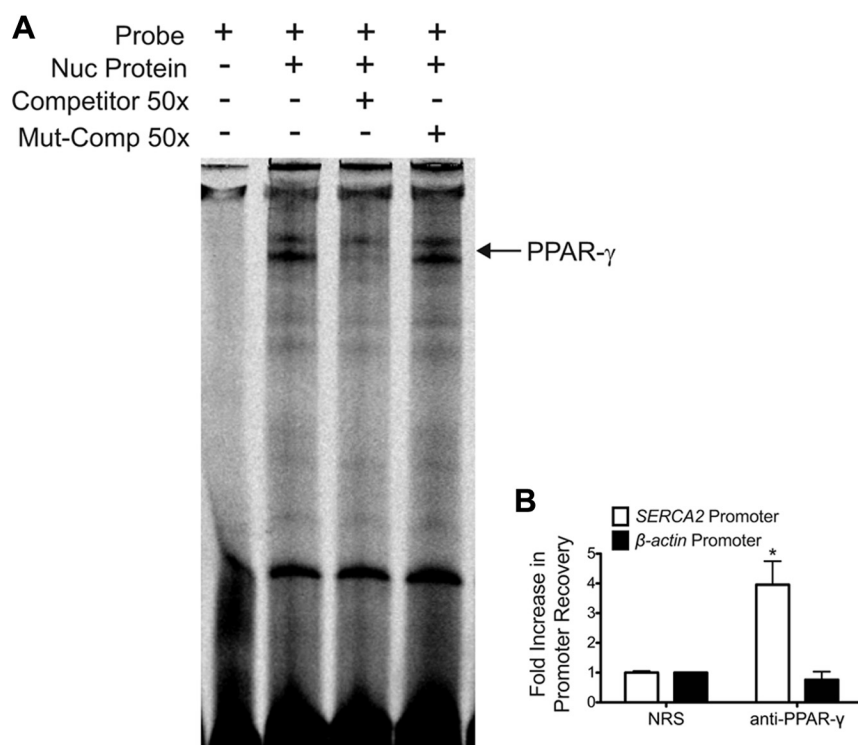 A
Probe + + + +
Nuc Protein - + + +
Competitor 50x - - + -
Mut-Comp 50x - - - +
PPAR-γ
B
SERCA2 Promoter
β-actin Promoter
*
Fold Increase in
Promoter Recovery
5
4
3
2
1
0
NRS anti-PPAR-γ